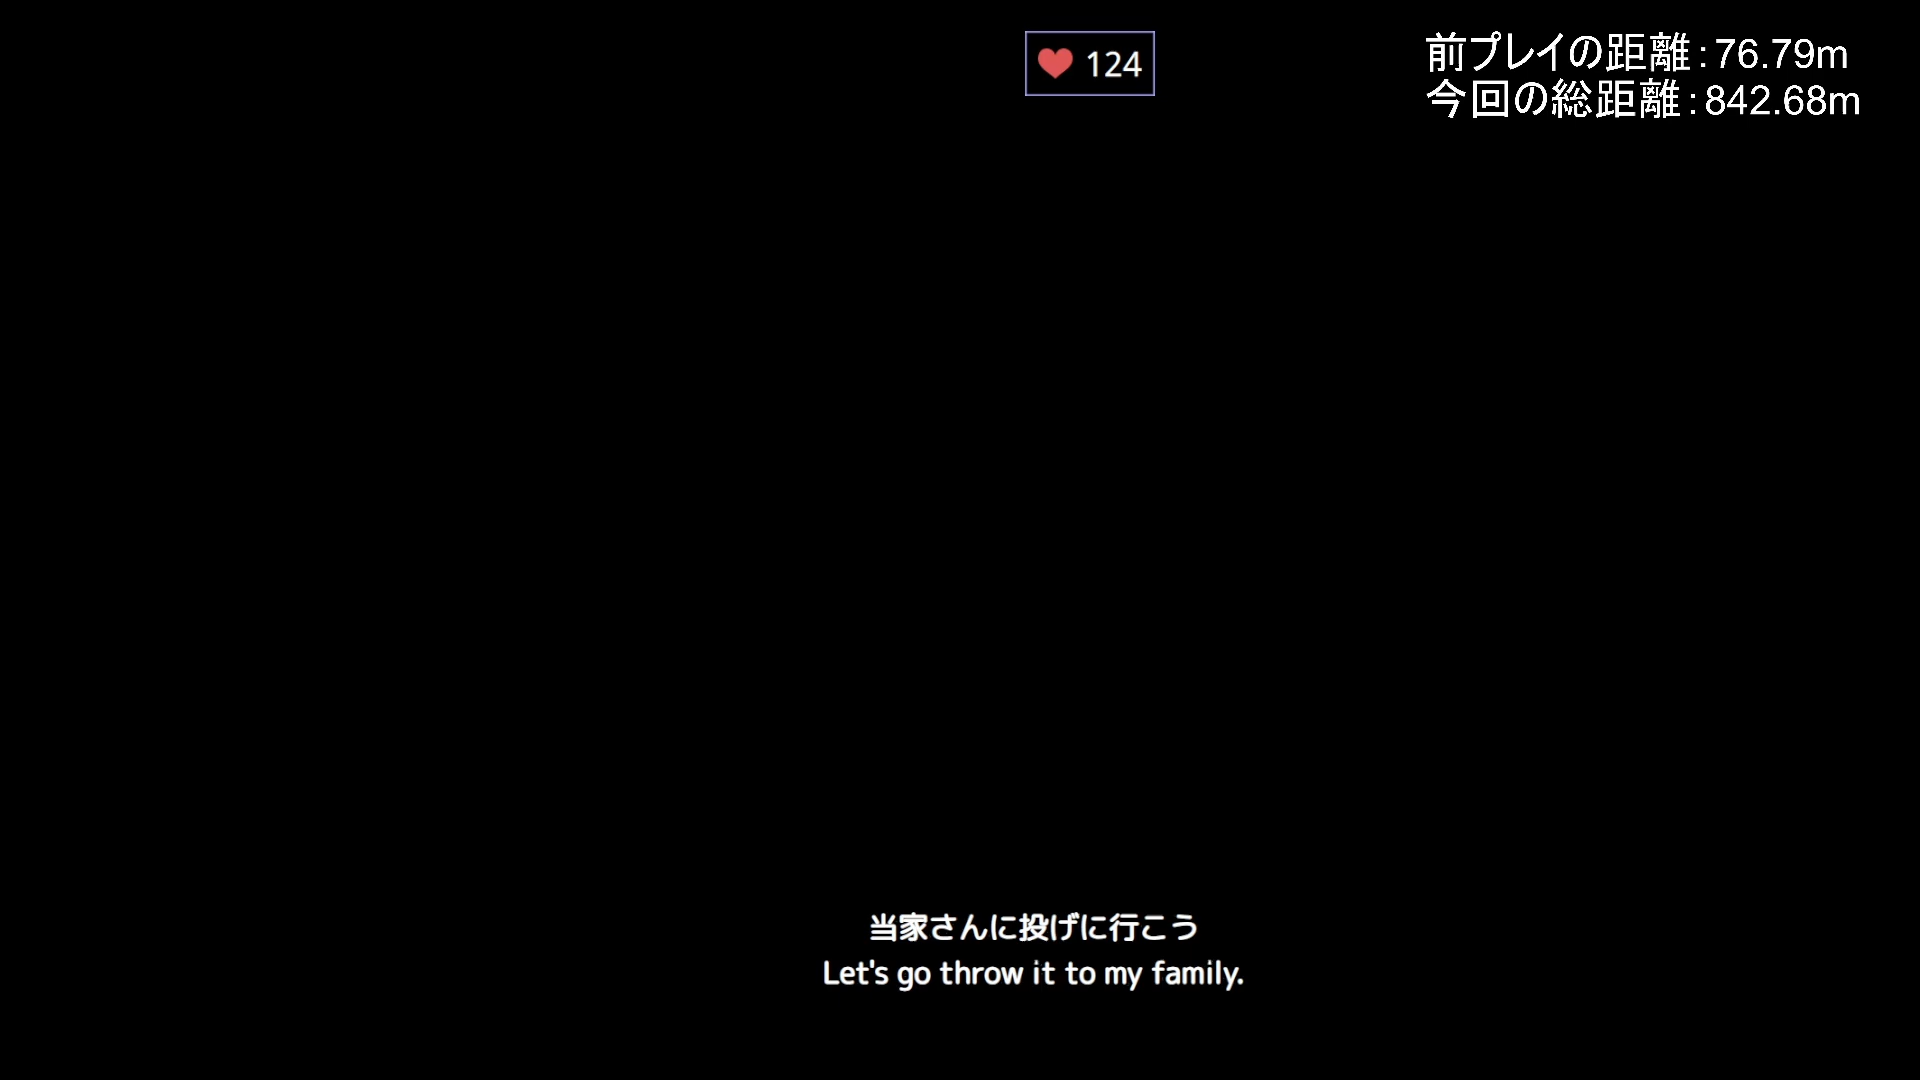 124
前プレイの距離：76.79m
今回の総距離：842.68m
当家さんに投げに行こう
Let's go throw it to my family.